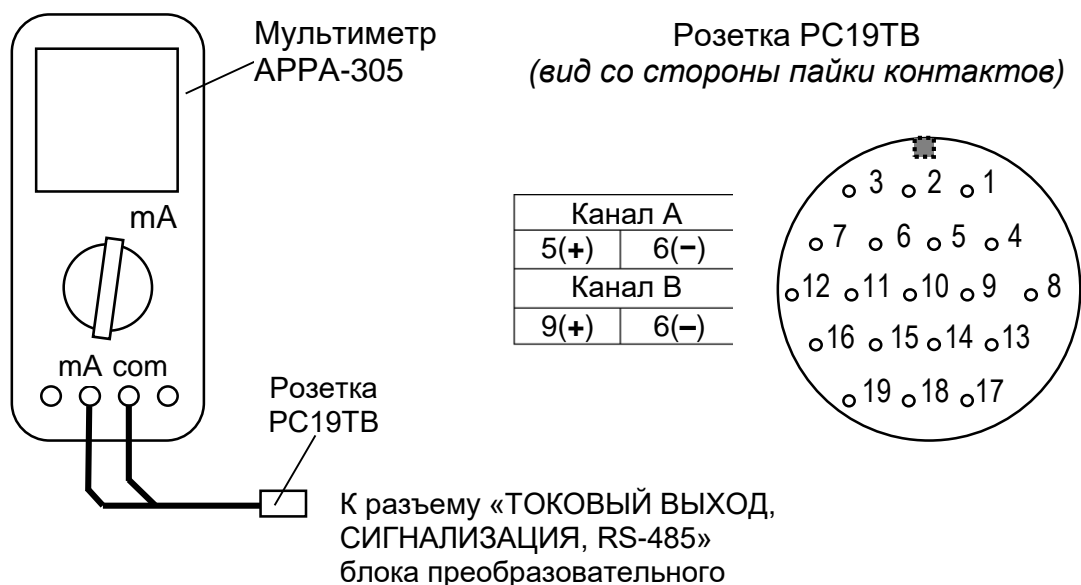 Мультиметр
АРРА-305
Розетка РС19ТВ
(вид со стороны пайки контактов)
mA
mA com
Розетка
РС19ТВ
К разъему «ТОКОВЫЙ ВЫХОД,
СИГНАЛИЗАЦИЯ, RS-485»
блока преобразовательного
Канал А
5(+) 6(−)
Канал В
9(+) 6(−)
3 2 1
7 6 5 4
12 11 10 9 8
16 15 14 13
19 18 17